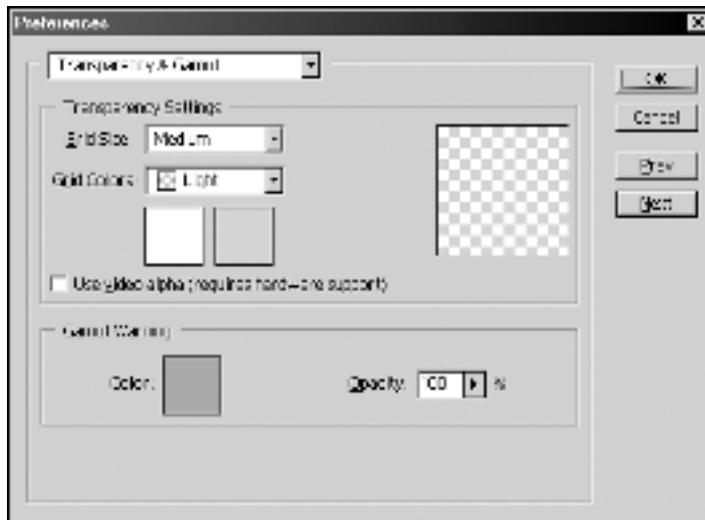 Preferences
Transparency & Gamut
OK
Transparency Settings
Cancel
Grid Size: Medium
Prev
Grid Colors: Light
Next
Use video alpha (requires hardware support)
Gamut Warning
Color:
Opacity: 100 %